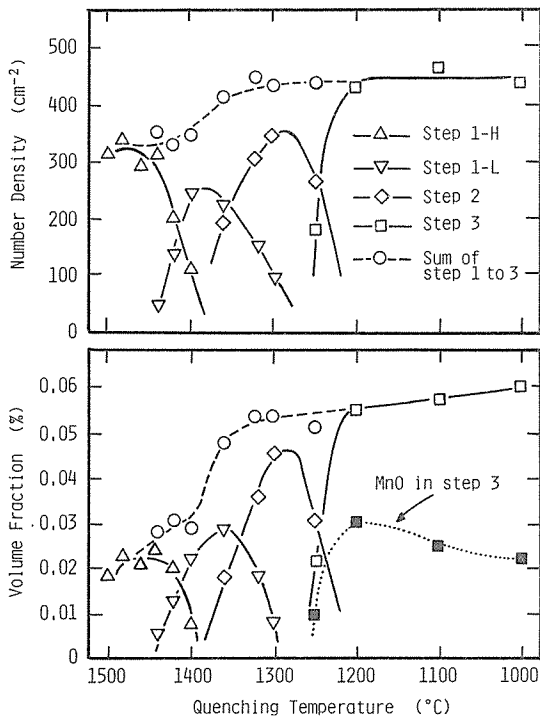 500
400
300
200
100
0
Number Density (cm⁻²)
Step 1-H
Step 1-L
Step 2
Step 3
Sum of
step 1 to 3
0.06
0.05
0.04
0.03
0.02
0.01
0
Volume Fraction (%)
MnO in step 3
1500 1400 1300 1200 1100 1000
Quenching Temperature (°C)